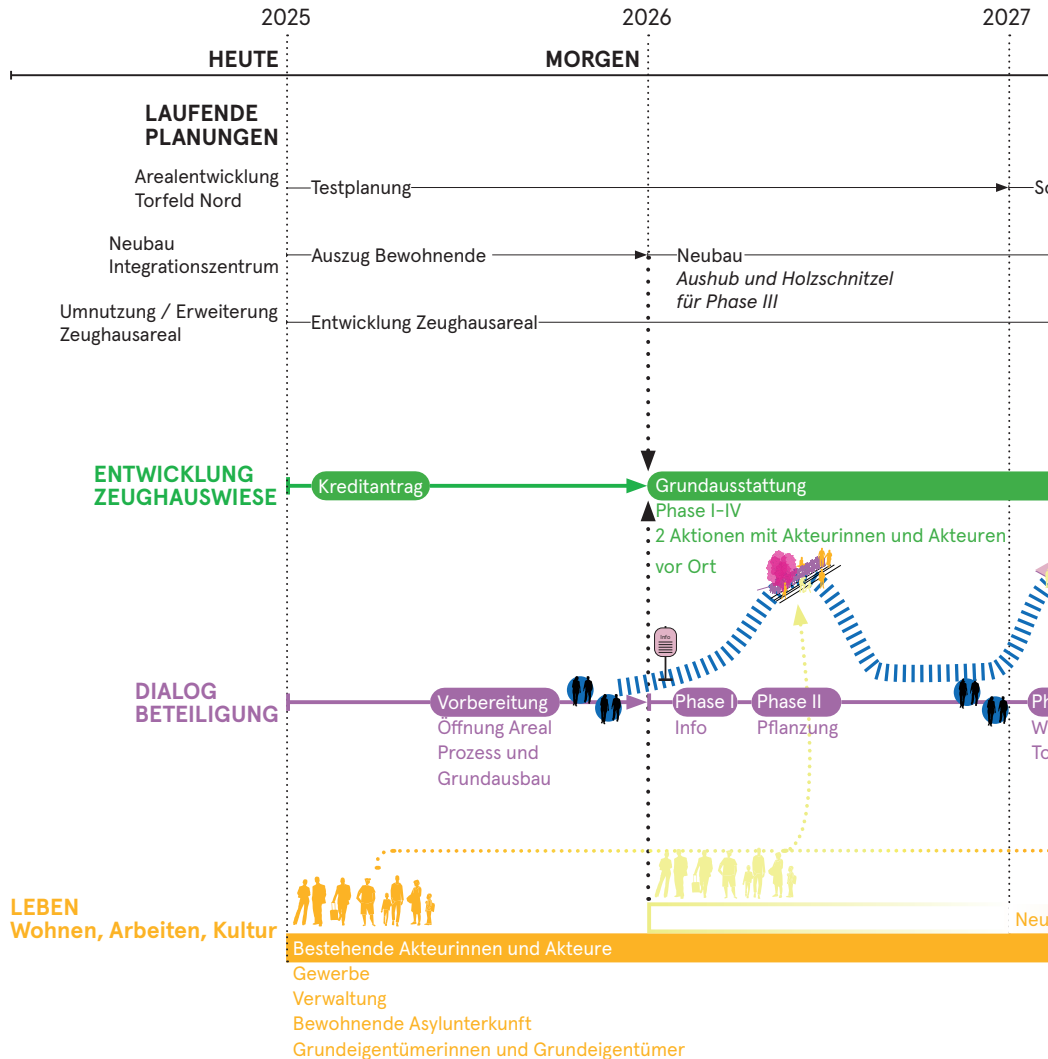 2025 2026 2027
HEUTE MORGEN
LAUFENDE
PLANUNGEN
Arealentwicklung
Torfeld Nord
Testplanung
Neubau
Integrationszentrum
Auszug Bewohnende
Neubau
Aushub und Holzschnitzel
für Phase III
Umnutzung / Erweiterung
Zeughausareal
Entwicklung Zeughausareal
ENTWICKLUNG
ZEUGHAUSWIESE
Kreditantrag
Grundausstattung
Phase I-IV
2 Aktionen mit Akteurinnen und Akteuren
vor Ort
Info
DIALOG
BETEILIGUNG
Vorbereitung
Öffnung Areal
Prozess und
Grundausbau
Phase I
Info
Phase II
Pflanzung
LEBEN
Wohnen, Arbeiten, Kultur
Neu
Bestehende Akteurinnen und Akteure
Gewerbe
Verwaltung
Bewohnende Asylunterkunft
Grundeigentümerinnen und Grundeigentümer